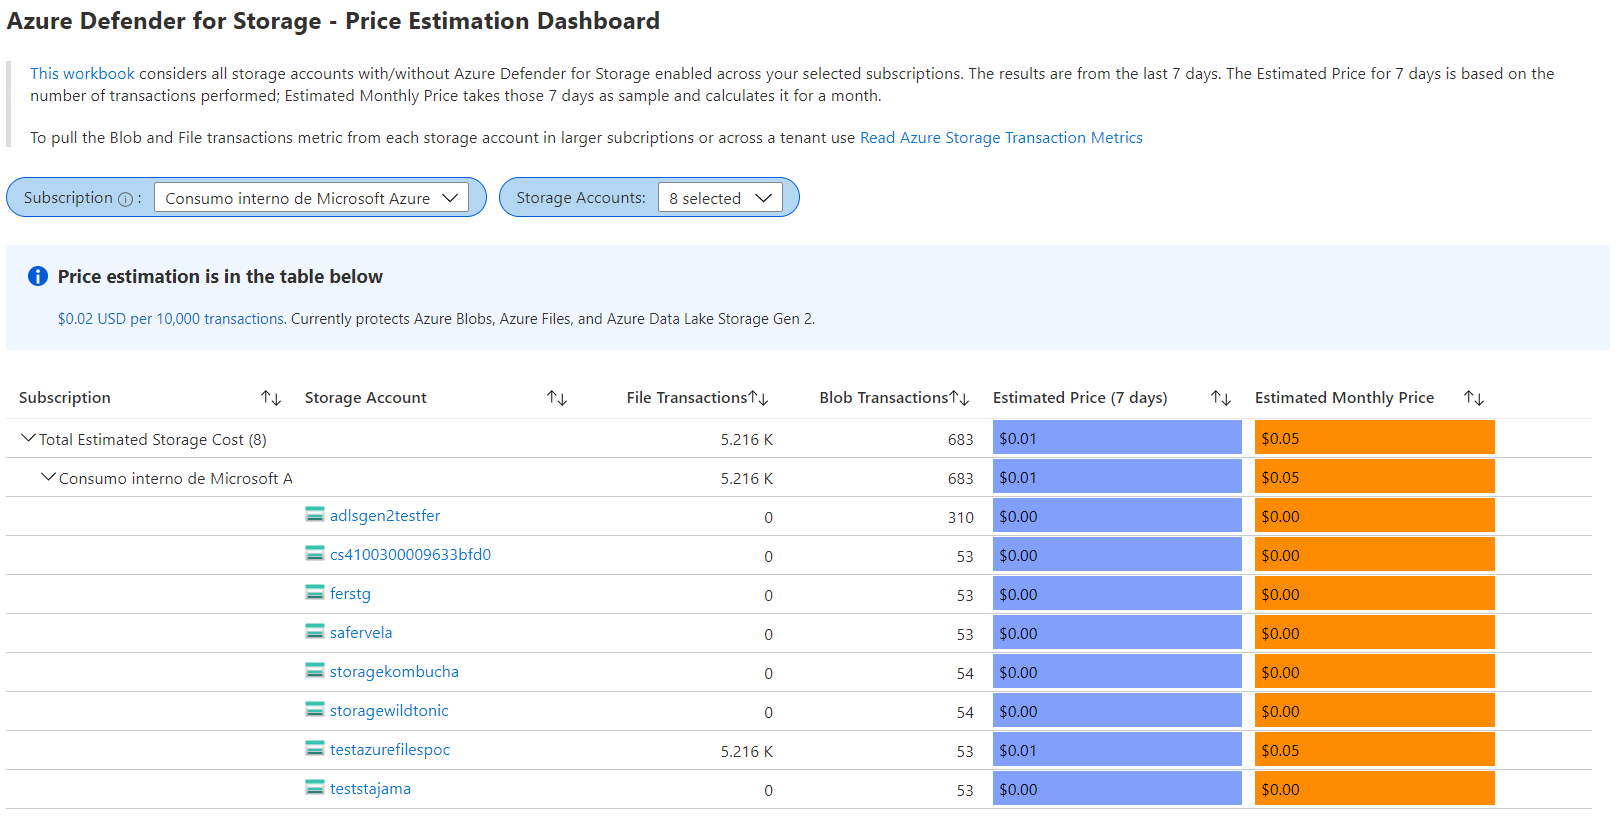 Azure Defender for Storage - Price Estimation Dashboard
This workbook considers all storage accounts with/without Azure Defender for Storage enabled across your selected subscriptions. The results are from the last 7 days. The Estimated Price for 7 days is based on the
number of transactions performed; Estimated Monthly Price takes those 7 days as sample and calculates it for a month.
To pull the Blob and File transactions metric from each storage account in larger subcriptions or across a tenant use Read Azure Storage Transaction Metrics
Subscription : Consumo interno de Microsoft Azure Storage Accounts: 8 selected
Price estimation is in the table below
$0.02 USD per 10,000 transactions. Currently protects Azure Blobs, Azure Files, and Azure Data Lake Storage Gen 2.
Subscription Storage Account File Transactions Blob Transactions Estimated Price (7 days) Estimated Monthly Price
Total Estimated Storage Cost (8) 5.216 K 683 $0.01 $0.05
Consumo interno de Microsoft A 5.216 K 683 $0.01 $0.05
adlsgen2testfer 0 310 $0.00 $0.00
cs4100300009633bfd0 0 53 $0.00 $0.00
ferstg 0 53 $0.00 $0.00
safervela 0 53 $0.00 $0.00
storagekombucha 0 54 $0.00 $0.00
storagewildtonic 0 54 $0.00 $0.00
testazurefilespoc 5.216 K 53 $0.01 $0.05
teststajama 0 53 $0.00 $0.00